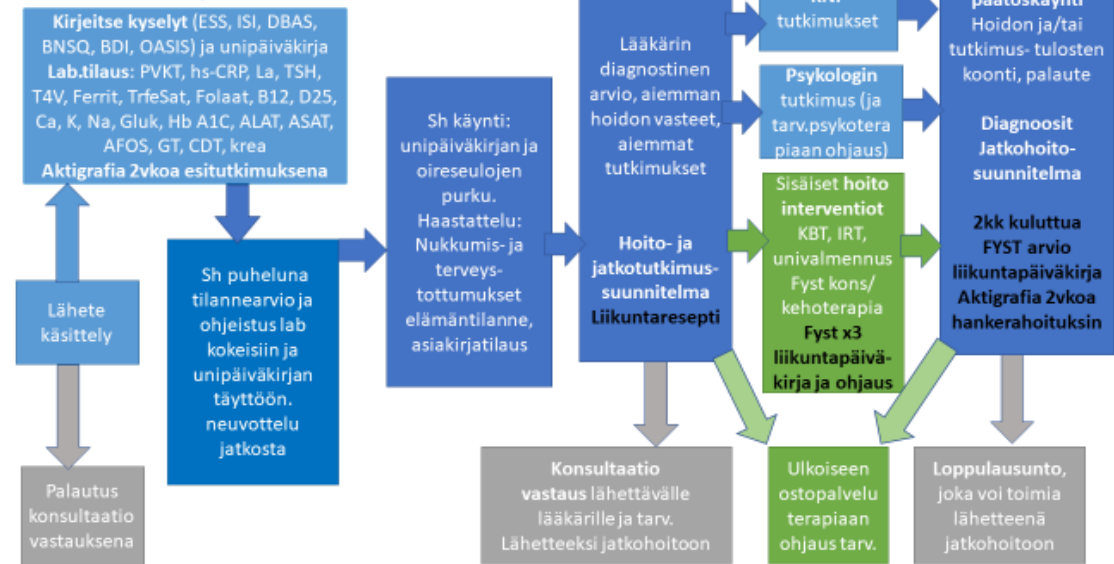 Kirjeitse kyselyt (ESS, ISI, DBAS,
BNSQ, BDI, OASIS) ja unipäiväkirja
Lab.tilaus: PVKT, hs-CRP, La, TSH,
T4V, Ferrit, TrfeSat, Folaat, B12, D25,
Ca, K, Na, Gluk, Hb A1C, ALAT, ASAT,
AFOS, GT, CDT, krea
Aktigrafia 2vkoa esitutkimuksena
Lähete
käsittely
Palautus
konsultaatio
vastauksena
Sh puheluna
tilannearvio ja
ohjeistus lab
kokeisiin ja
unipäiväkirjan
täyttöön.
neuvottelu
jatkosta
Sh käynti:
unipäiväkirjan ja
oireseulojen
purku.
Haastattelu:
Nukkumis- ja
terveys-
tottumukset
elämäntilanne,
asiakirjatilaus
Lääkärin
diagnostinen
arvio, aiemman
hoidon vasteet,
aiemmat
tutkimukset
Hoito- ja
jatkotutkimus-
suunnitelma
Liikuntaresepti
tutkimukset
Psykologin
tutkimus (ja
tarv.psykotera
piaan ohjaus)
Sisäiset hoito
interventiot
KBT, IRT,
univalmennus
Fyst kons/
kehoterapia
Fyst x3
liikuntapäivä-
kirja ja ohjaus
päätöskäynti
Hoidon ja/tai
tutkimus- tulosten
koonti, palaute
Diagnoosit
Jatkohoito-
suunnitelma
2kk kuluttua
FYST arvio
liikuntapäiväkirja
Aktigrafia 2vkoa
hankerahoituksin
Konsultaatio
vastaus lähettävälle
lääkärille ja tarv.
Lähetteeksi jatkohoitoon
Ulkoiseen
ostopalvelu
terapiaan
ohjaus tarv.
Loppulausunto,
joka voi toimia
lähetteenä
jatkohoitoon